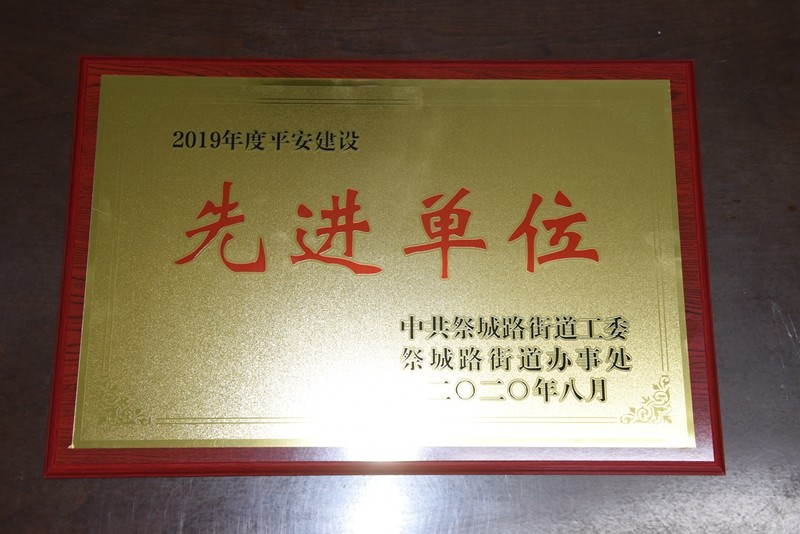 2019年度平安建设
先进单位
中共祭城路街道工委
祭城路街道办事处
二〇二〇年八月